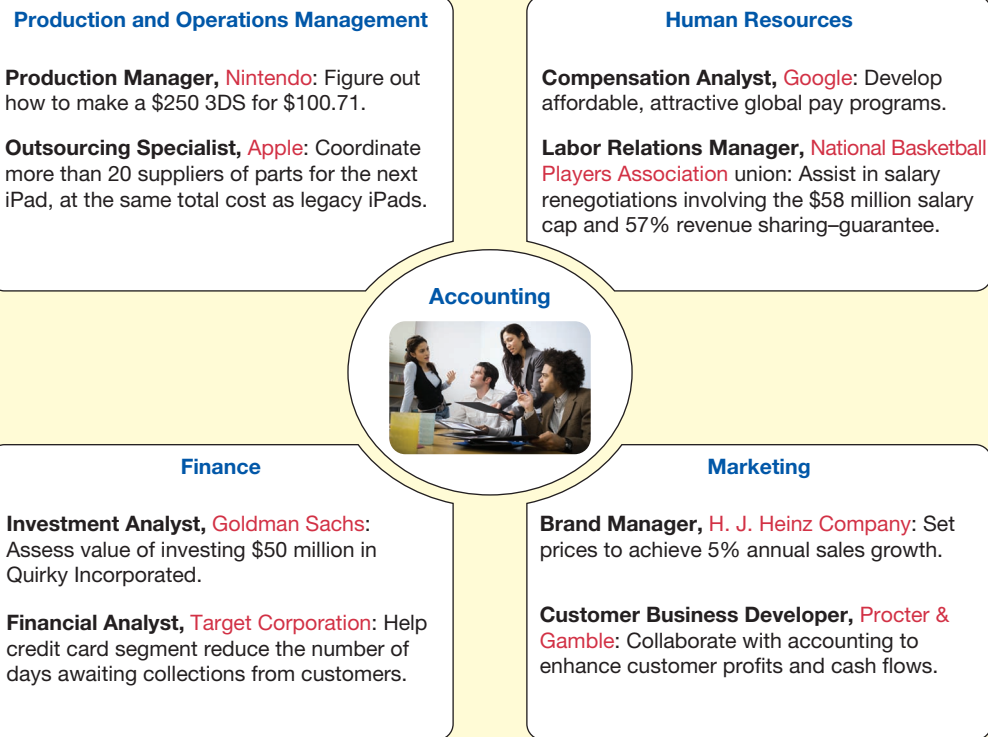 Production and Operations Management
Production Manager, Nintendo: Figure out
how to make a $250 3DS for $100.71.
Outsourcing Specialist, Apple: Coordinate
more than 20 suppliers of parts for the next
iPad, at the same total cost as legacy iPads.
Human Resources
Compensation Analyst, Google: Develop
affordable, attractive global pay programs.
Labor Relations Manager, National Basketball
Players Association union: Assist in salary
renegotiations involving the $58 million salary
cap and 57% revenue sharing–guarantee.
Accounting
Finance
Investment Analyst, Goldman Sachs:
Assess value of investing $50 million in
Quirky Incorporated.
Financial Analyst, Target Corporation: Help
credit card segment reduce the number of
days awaiting collections from customers.
Marketing
Brand Manager, H. J. Heinz Company: Set
prices to achieve 5% annual sales growth.
Customer Business Developer, Procter &
Gamble: Collaborate with accounting to
enhance customer profits and cash flows.